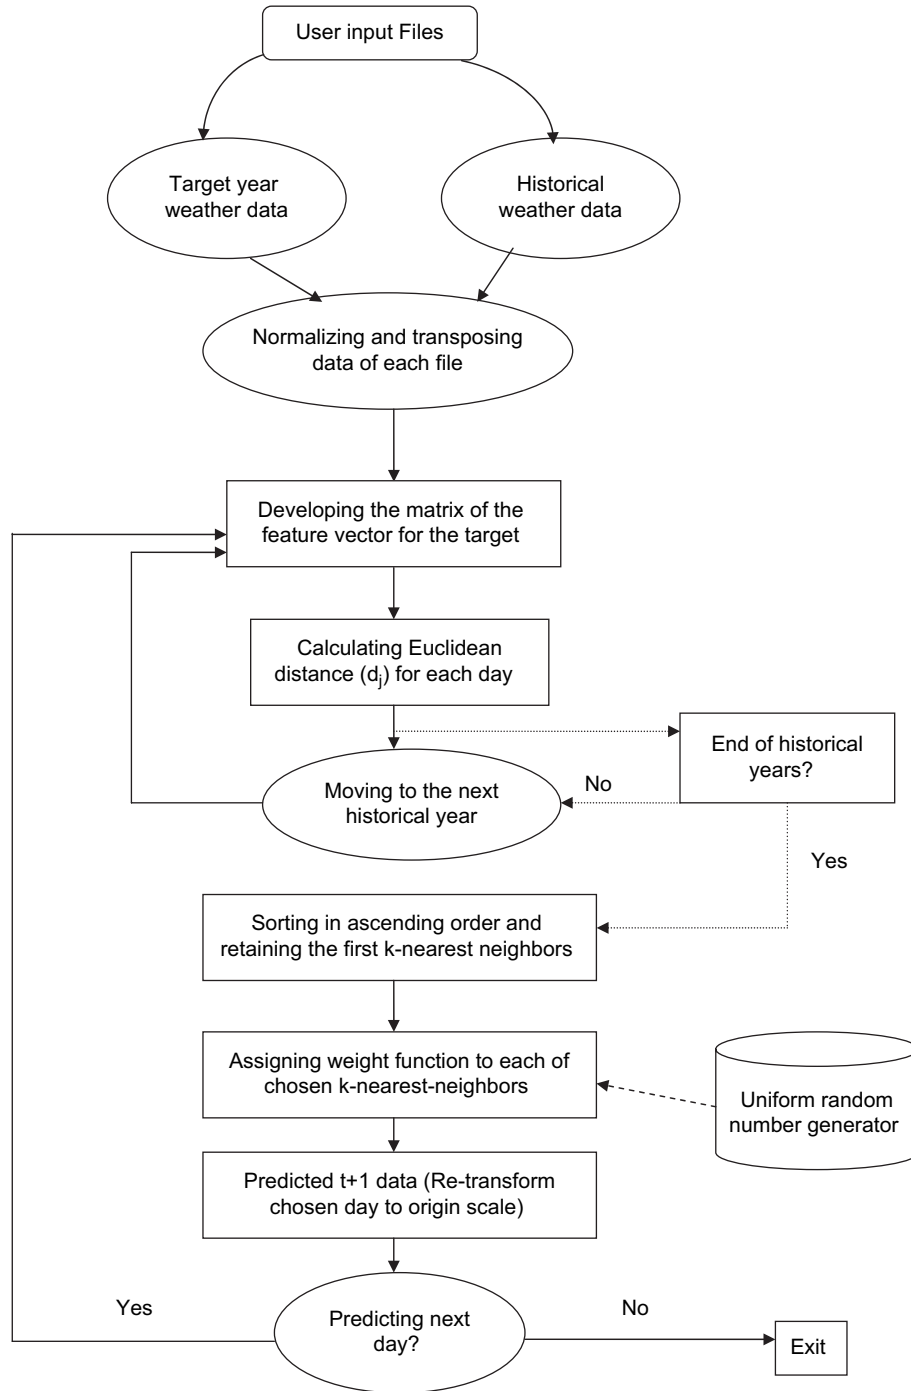 User input Files
Target year
weather data
Historical
weather data
Normalizing and transposing
data of each file
Developing the matrix of the
feature vector for the target
Calculating Euclidean
distance (dj) for each day
End of historical
years?
No
Moving to the next
historical year
Yes
Sorting in ascending order and
retaining the first k-nearest neighbors
Assigning weight function to each of
chosen k-nearest-neighbors
Uniform random
number generator
Predicted t+1 data (Re-transform
chosen day to origin scale)
Yes
Predicting next
day?
No
Exit